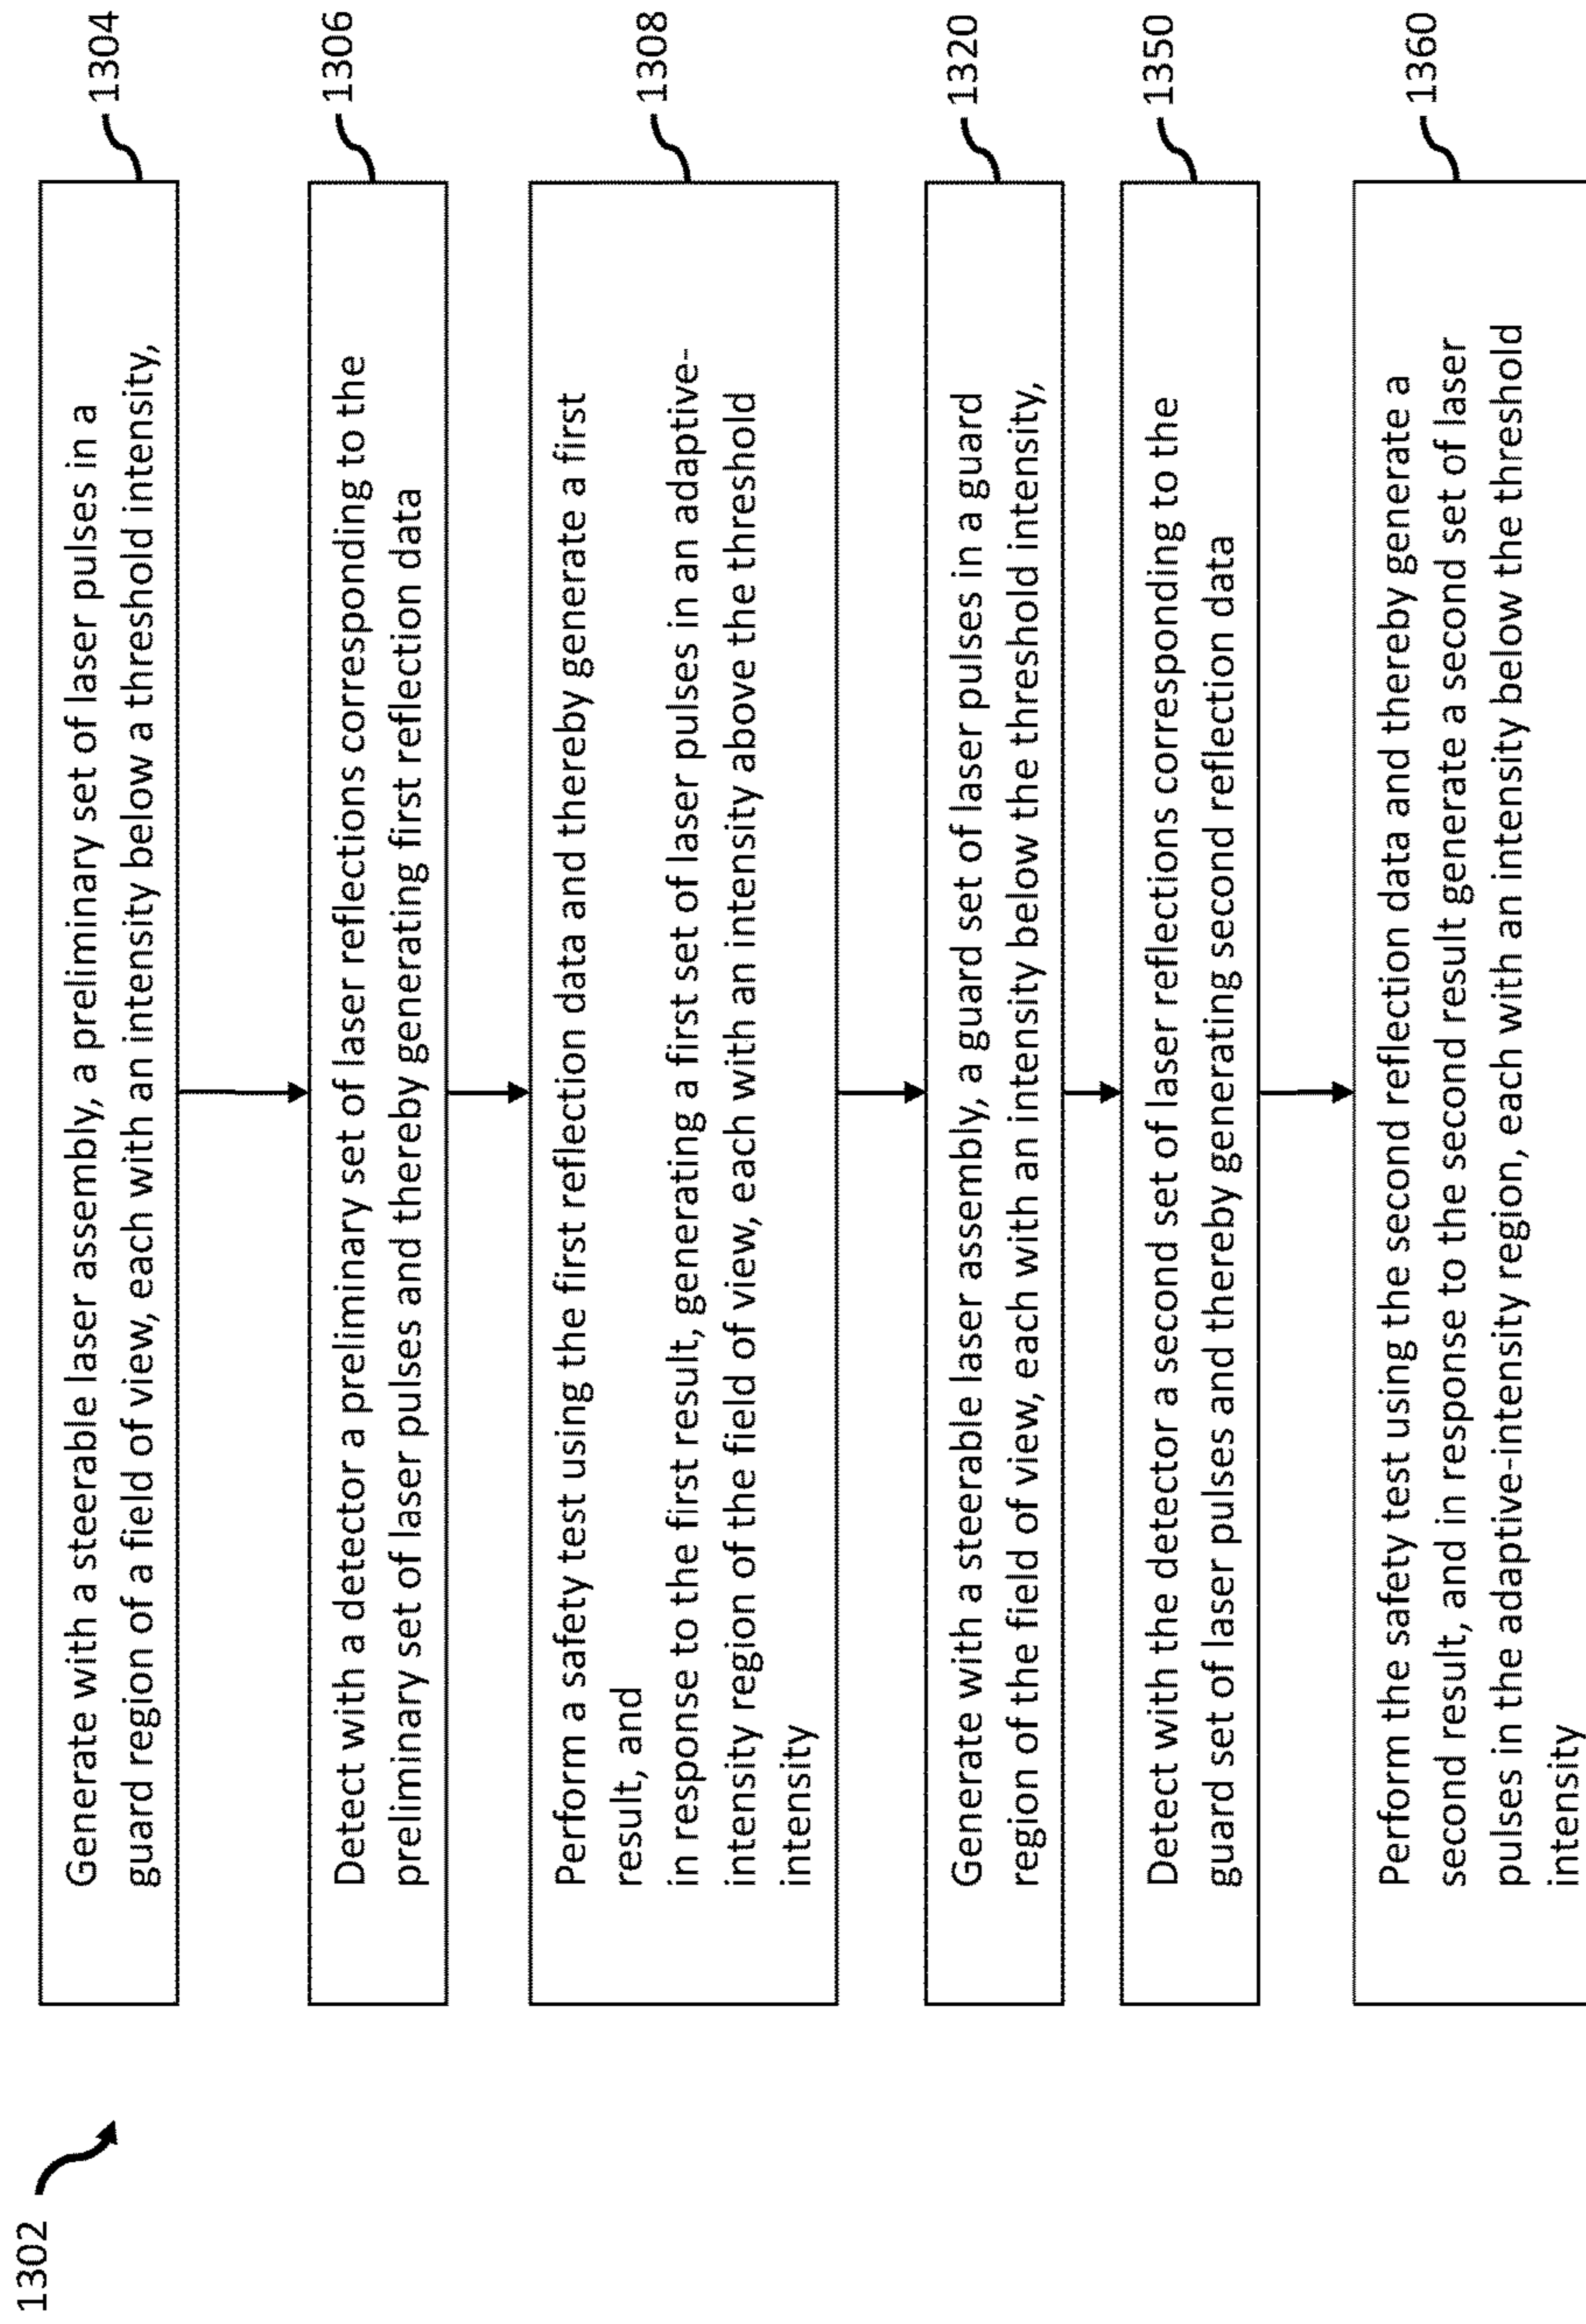 1302
Generate with a steerable laser assembly, a preliminary set of laser pulses in a
guard region of a field of view, each with an intensity below a threshold intensity,
1304
Detect with a detector a preliminary set of laser reflections corresponding to the
preliminary set of laser pulses and thereby generating first reflection data
1306
Perform a safety test using the first reflection data and thereby generate a first
result, and
in response to the first result, generating a first set of laser pulses in an adaptive-
intensity region of the field of view, each with an intensity above the threshold
intensity
1308
Generate with a steerable laser assembly, a guard set of laser pulses in a guard
region of the field of view, each with an intensity below the threshold intensity,
1320
Detect with the detector a second set of laser reflections corresponding to the
guard set of laser pulses and thereby generating second reflection data
1350
Perform the safety test using the second reflection data and thereby generate a
second result, and in response to the second result generate a second set of laser
pulses in the adaptive-intensity region, each with an intensity below the threshold
intensity
1360